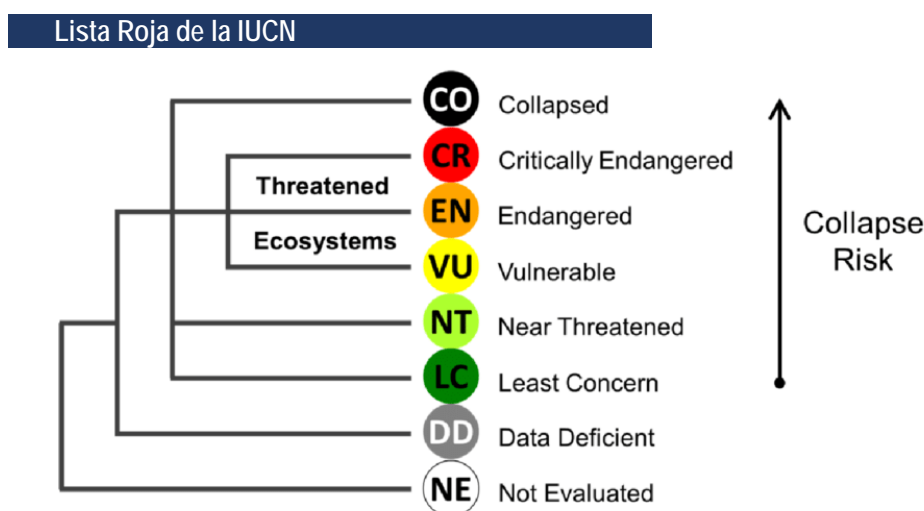 Lista Roja de la IUCN
CO Collapsed
CR Critically Endangered
Threatened
EN Endangered
Ecosystems
VU Vulnerable
NT Near Threatened
LC Least Concern
DD Data Deficient
NE Not Evaluated
Collapse
Risk